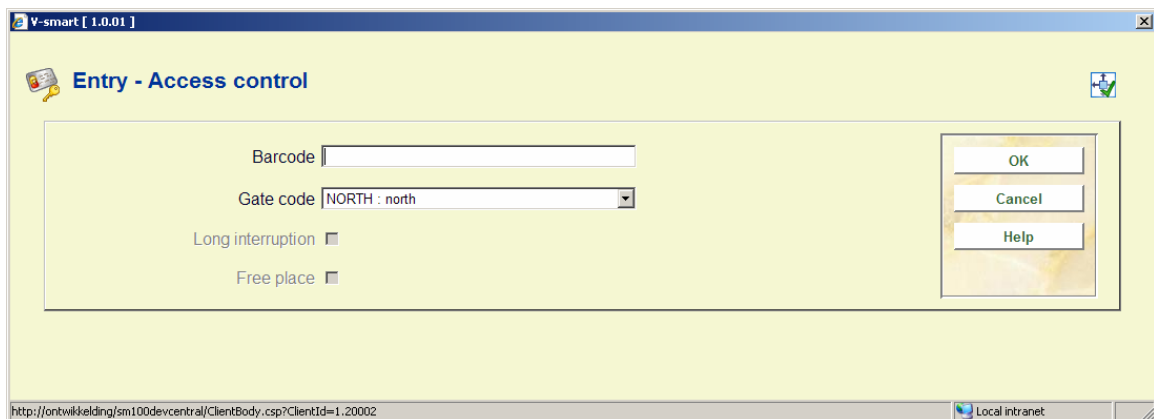 V-smart [ 1.0.01 ]
Entry - Access control
Barcode
OK
Gate code NORTH : north
Cancel
Long interruption
Help
Free place
http://ontwikkelding/sm100devcentral/ClientBody.csp?ClientId=1.20002
Local intranet